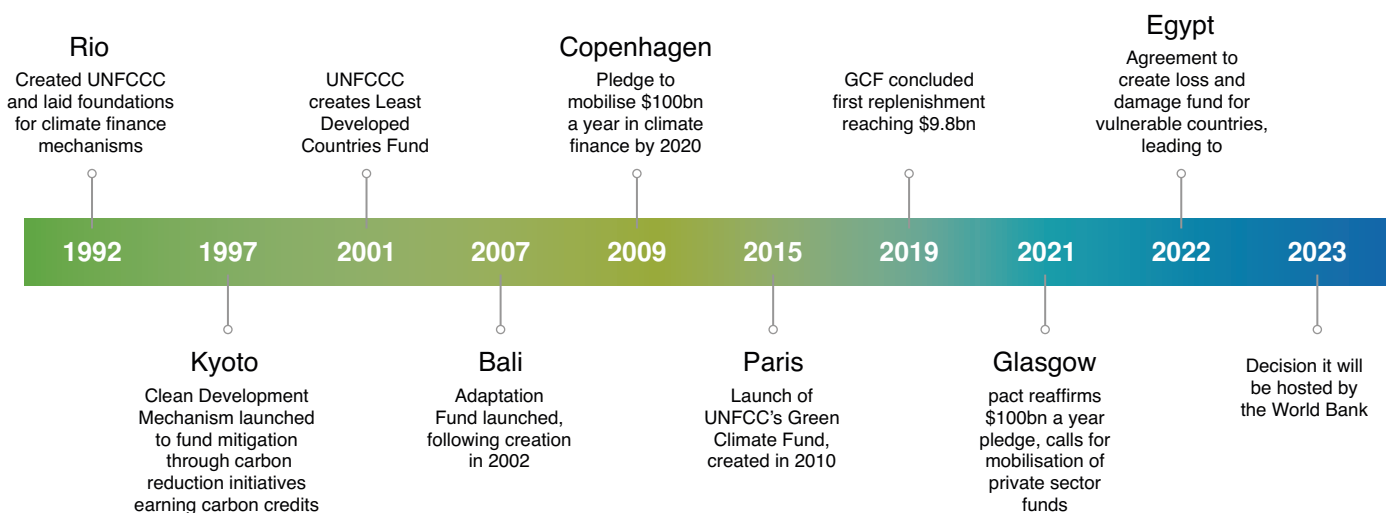 Rio
Created UNFCCC
and laid foundations
for climate finance
mechanisms
UNFCCC
creates Least
Developed
Countries Fund
Copenhagen
Pledge to
mobilise $100bn
a year in climate
finance by 2020
GCF concluded
first replenishment
reaching $9.8bn
Egypt
Agreement to
create loss and
damage fund for
vulnerable countries,
leading to
1992 1997 2001 2007 2009 2015 2019 2021 2022 2023
Kyoto
Clean Development
Mechanism launched
to fund mitigation
through carbon
reduction initiatives
earning carbon credits
Bali
Adaptation
Fund launched,
following creation
in 2002
Paris
Launch of
UNFCC’s Green
Climate Fund,
created in 2010
Glasgow
pact reaffirms
$100bn a year
pledge, calls for
mobilisation of
private sector
funds
Decision it will
be hosted by
the World Bank